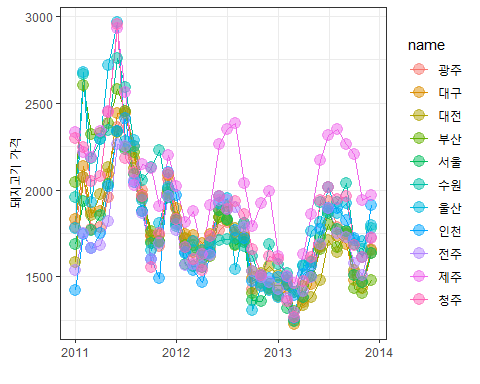 3000
2500
2000
1500
돼지고기 가격
2011
2012
2013
2014
name
광주
대구
대전
부산
서울
수원
울산
인천
전주
제주
청주